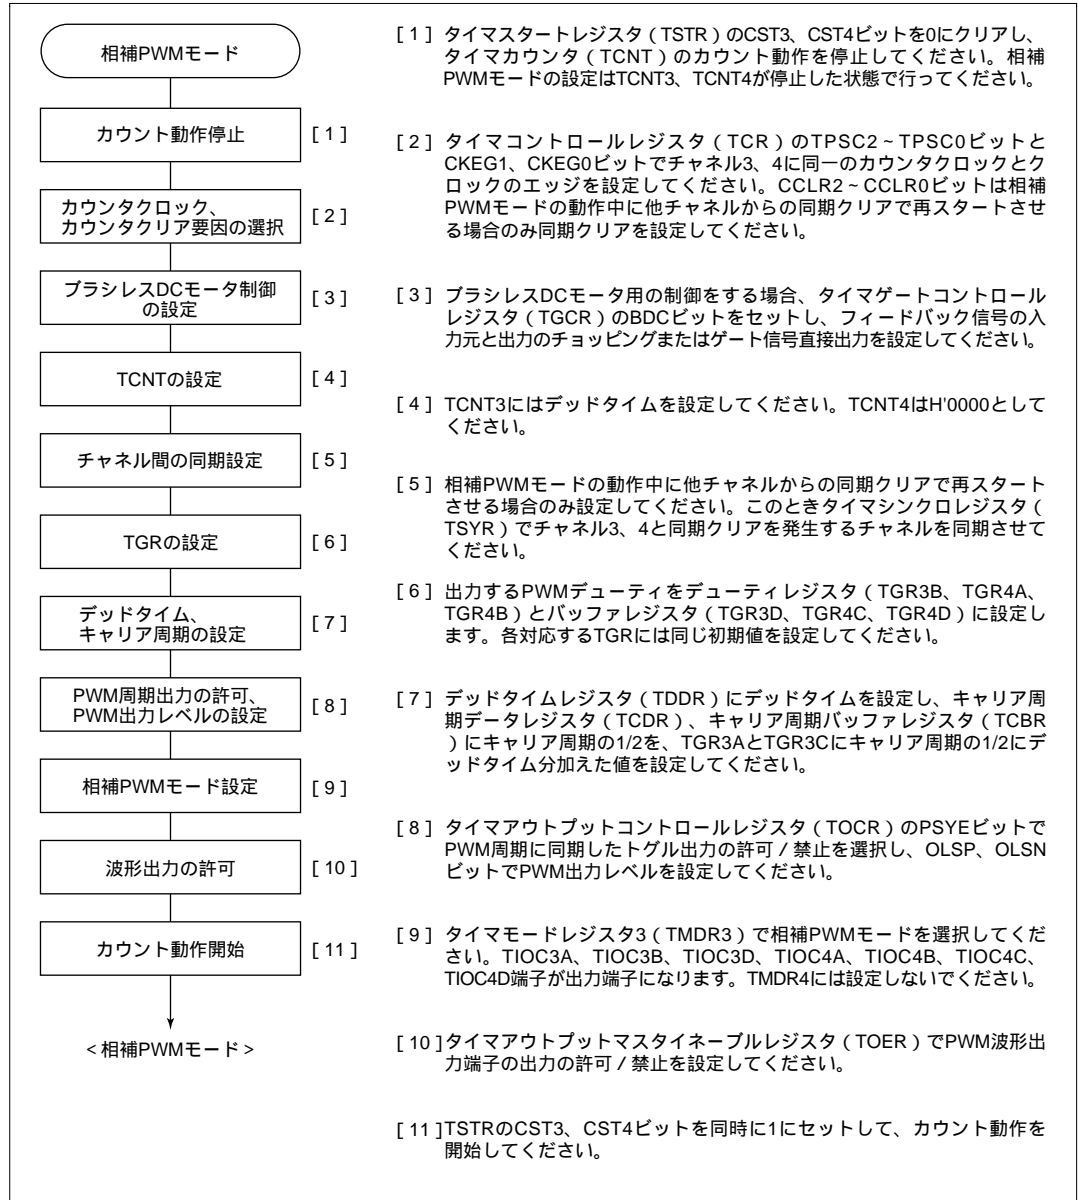 相補PWMモード
カウント動作停止 [ 1 ]
カウンタクロック、
カウンタクリア要因の選択 [ 2 ]
ブラシレスDCモータ制御
の設定 [ 3 ]
TCNTの設定 [ 4 ]
チャネル間の同期設定 [ 5 ]
TGRの設定 [ 6 ]
デッドタイム、
キャリア周期の設定 [ 7 ]
PWM周期出力の許可、
PWM出力レベルの設定 [ 8 ]
相補PWMモード設定 [ 9 ]
波形出力の許可 [ 10 ]
カウント動作開始 [ 11 ]
<相補PWMモード>
[ 1 ] タイマスタートレジスタ(TSTR)のCST3、CST4ビットを0にクリアし、
タイマカウンタ(TCNT)のカウント動作を停止してください。相補
PWMモードの設定はTCNT3、TCNT4が停止した状態で行ってください。
[ 2 ] タイマコントロールレジスタ(TCR)のTPSC2~TPSC0ビットと
CKEG1、CKEG0ビットでチャネル3、4に同一のカウンタクロックとク
ロックのエッジを設定してください。CCLR2~CCLR0ビットは相補
PWMモードの動作中に他チャネルからの同期クリアで再スタートさせ
る場合のみ同期クリアを設定してください。
[ 3 ] ブラシレスDCモータ用の制御をする場合、タイマゲートコントロール
レジスタ(TGCR)のBDCビットをセットし、フィードバック信号の入
力元と出力のチョッピングまたはゲート信号直接出力を設定してください。
[ 4 ] TCNT3にはデッドタイムを設定してください。TCNT4はH'0000として
ください。
[ 5 ] 相補PWMモードの動作中に他チャネルからの同期クリアで再スタート
させる場合のみ設定してください。このときタイマシンクロレジスタ(
TSYR)でチャネル3、4と同期クリアを発生するチャネルを同期させて
ください。
[ 6 ] 出力するPWMデューティをデューティレジスタ(TGR3B、TGR4A、
TGR4B)とバッファレジスタ(TGR3D、TGR4C、TGR4D)に設定し
ます。各対応するTGRには同じ初期値を設定してください。
[ 7 ] デッドタイムレジスタ(TDDR)にデッドタイムを設定し、キャリア周
期データレジスタ(TCDR)、キャリア周期バッファレジスタ(TCBR
)にキャリア周期の1/2を、TGR3AとTGR3Cにキャリア周期の1/2にデ
ッドタイム分加えた値を設定してください。
[ 8 ] タイマアウトプットコントロールレジスタ(TOCR)のPSYEビットで
PWM周期に同期したトグル出力の許可/禁止を選択し、OLSP、OLSN
ビットでPWM出力レベルを設定してください。
[ 9 ] タイマモードレジスタ3(TMDR3)で相補PWMモードを選択してくだ
さい。TIOC3A、TIOC3B、TIOC3D、TIOC4A、TIOC4B、TIOC4C、
TIOC4D端子が出力端子になります。TMDR4には設定しないでください。
[ 10 ]タイマアウトプットマスタイネーブルレジスタ(TOER)でPWM波形出
力端子の出力の許可/禁止を設定してください。
[ 11 ]TSTRのCST3、CST4ビットを同時に1にセットして、カウント動作を
開始してください。